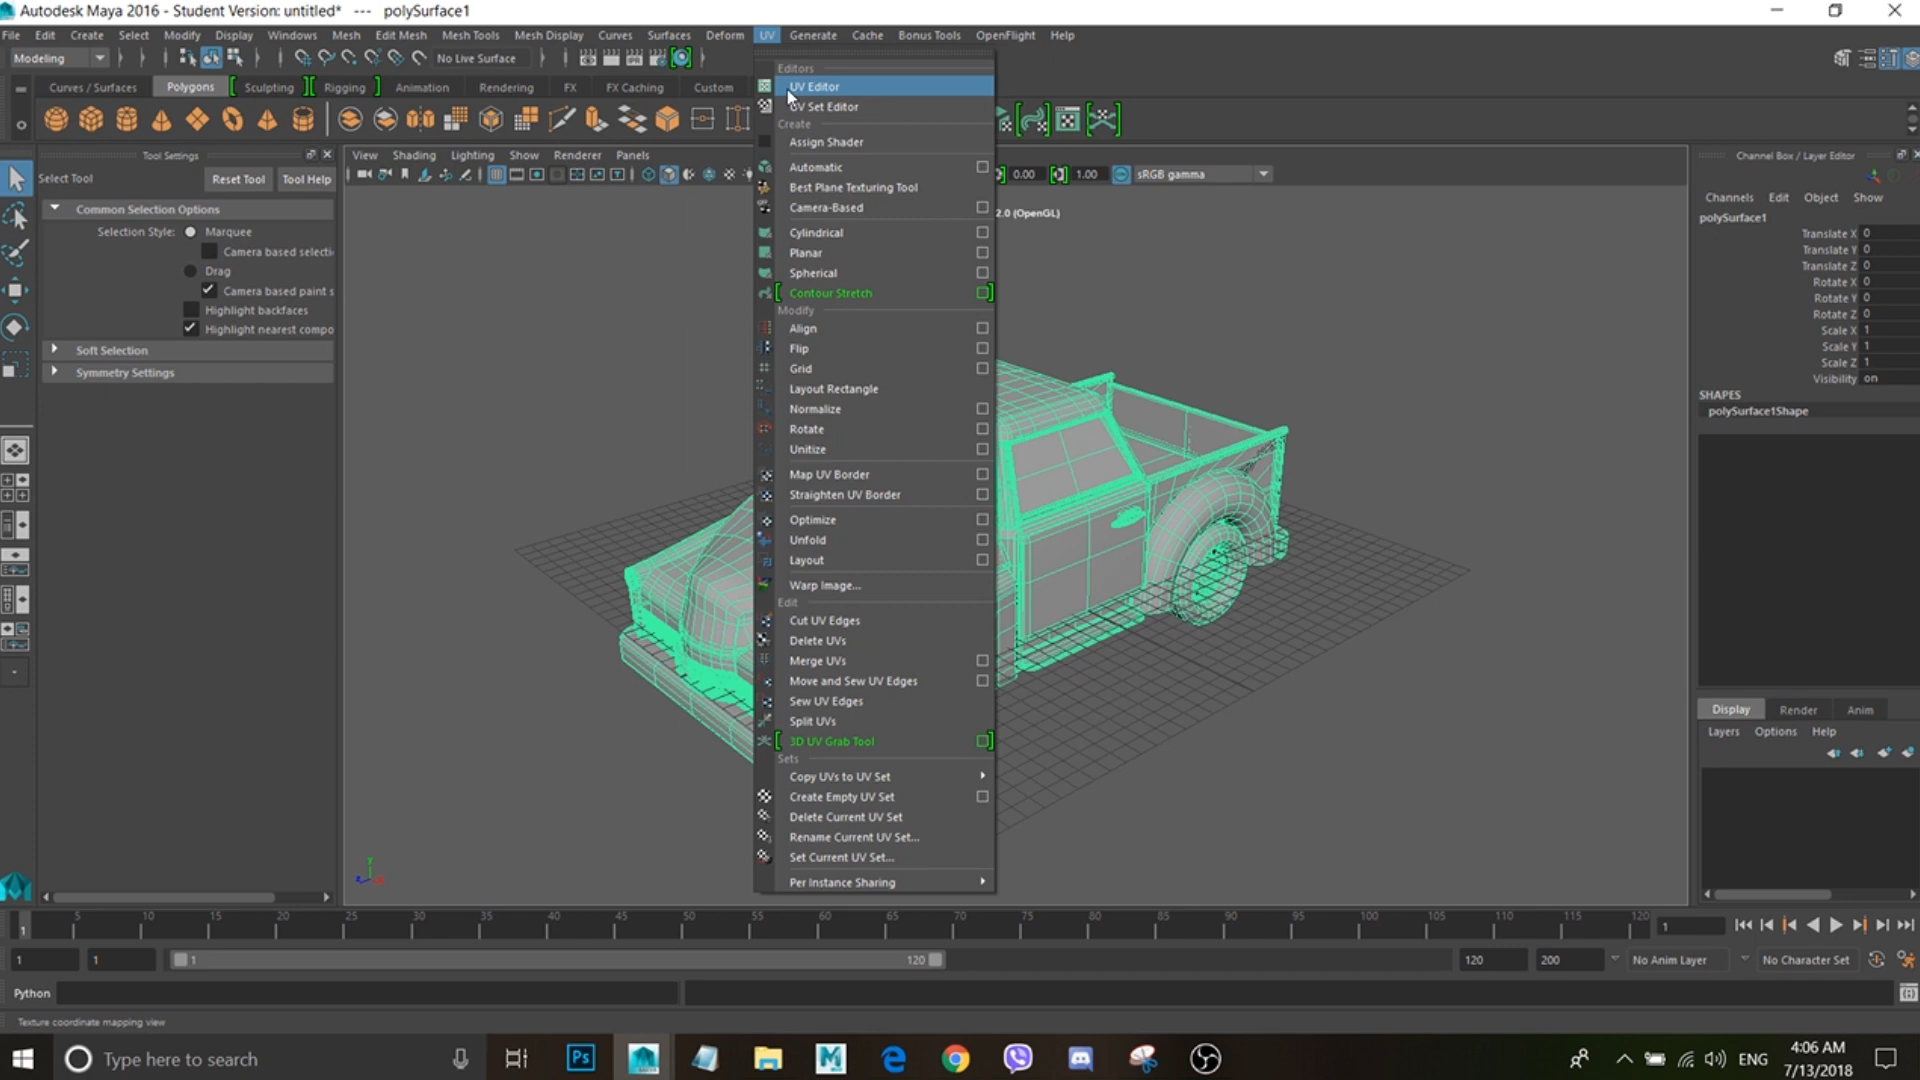 Autodesk Maya 2016 - Student Version: untitled* --- polySurface1
File Edit Create Select Modify Display Windows Mesh Edit Mesh Mesh Tools Mesh Display Curves Surfaces Deform UV Generate Cache Bonus Tools OpenFlight Help
Modeling No Live Surface
Curves / Surfaces Polygons Sculpting Rigging Animation Rendering FX FX Caching Custom
Tool Settings
Select Tool Reset Tool Tool Help
Common Selection Options
Selection Style: Marquee
Camera based selecti
Drag
Camera based paint s
Highlight backfaces
Highlight nearest compo
Soft Selection
Symmetry Settings
View Shading Lighting Show Renderer Panels
0.00 1.00 sRGB gamma
2.0 (OpenGL)
Editors
UV Editor
UV Set Editor
Create
Assign Shader
Automatic
Best Plane Texturing Tool
Camera-Based
Cylindrical
Planar
Spherical
Contour Stretch
Modify
Align
Flip
Grid
Layout Rectangle
Normalize
Rotate
Unitize
Map UV Border
Straighten UV Border
Optimize
Unfold
Layout
Warp Image...
Edit
Cut UV Edges
Delete UVs
Merge UVs
Move and Sew UV Edges
Sew UV Edges
Split UVs
3D UV Grab Tool
Sets
Copy UVs to UV Set
Create Empty UV Set
Delete Current UV Set
Rename Current UV Set...
Set Current UV Set...
Per Instance Sharing
Channel Box / Layer Editor
Channels Edit Object Show
polySurface1
Translate X 0
Translate Y 0
Translate Z 0
Rotate X 0
Rotate Y 0
Rotate Z 0
Scale X 1
Scale Y 1
Scale Z 1
Visibility on
SHAPES
polySurface1Shape
Display Render Anim
Layers Options Help
y
5 10 15 20 25 30 35 40 45 50 55 60 65 70 75 80 85 90 95 100 105 110 115 120
1 1
1 1 1 120 120 200 No Anim Layer No Character Set
Python
Texture coordinate mapping view
Type here to search
Ps
ENG
4:06 AM
7/13/2018